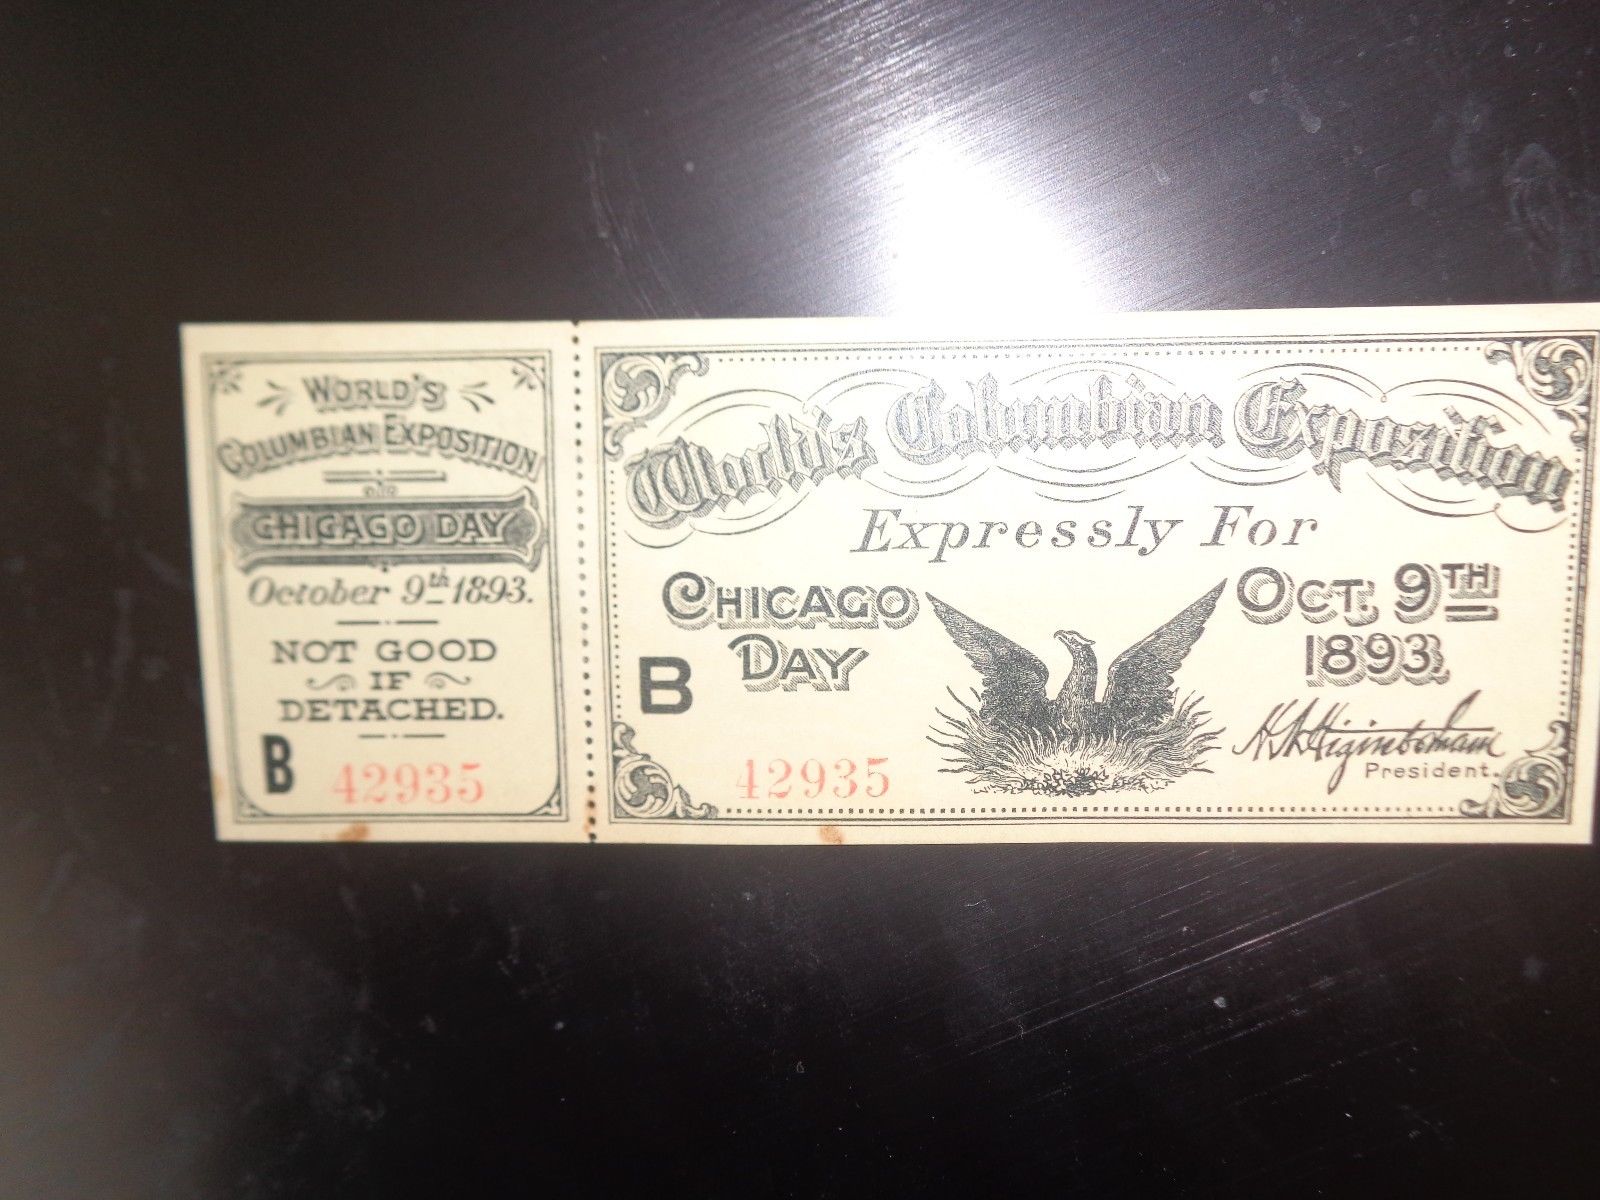 WORLD'S
COLUMBIAN EXPOSITION
CHICAGO DAY
October 9th 1893.
NOT GOOD
IF
DETACHED.
B 42935
World's Columbian Exposition
Expressly For
CHICAGO
DAY
OCT. 9TH
1893.
B
42935
H.N. Higinbotham
President.